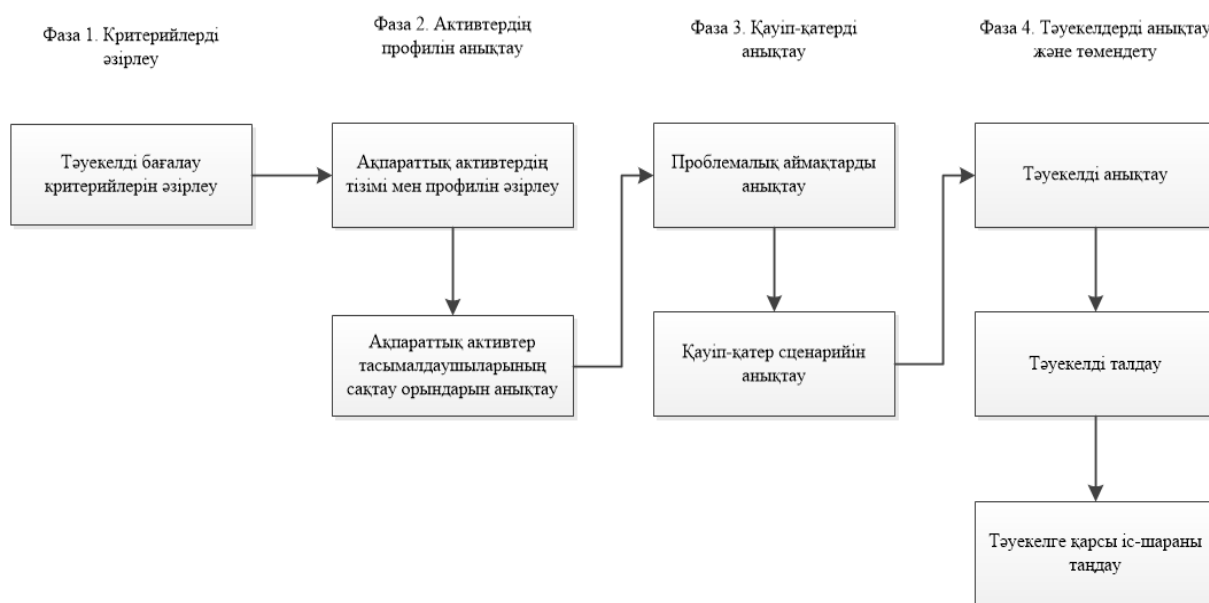 Фаза 1. Критерийлерді
әзірлеу
Фаза 2. Активтердің
профилін анықтау
Фаза 3. Қауіп-қатерді
анықтау
Фаза 4. Тәуекелдерді анықтау
және төмендету
Тәуекелді бағалау
критерийлерін әзірлеу
Ақпараттық активтердің
тізімі мен профилін әзірлеу
Проблемалық аймақтарды
анықтау
Тәуекелді анықтау
Ақпараттық активтер
тасымалдаушыларының
сақтау орындарын анықтау
Қауіп-қатер сценарийін
анықтау
Тәуекелді талдау
Тәуекелге қарсы іс-шараны
таңдау